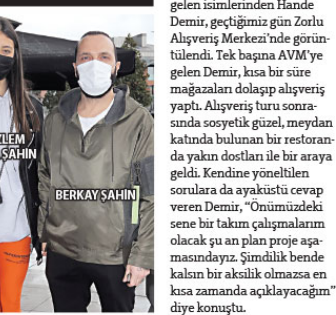 gelen isimlerinden Hande
Demir, geçtiğimiz gün Zorlu
Alışveriş Merkezi'nde görün-
tülendi. Tek başına AVM'ye
gelen Demir, kısa bir süre
mağazaları dolaşıp alışveriş
yaptı. Alışveriş turu sonra-
sında sosyetik güzel, meydan
katında bulunan bir restoran-
da yakın dostları ile bir araya
geldi. Kendine yöneltilen
sorulara da ayaküstü cevap
veren Demir, “Önümüzdeki
sene bir takım çalışmalarım
olacak şu an plan proje aşa-
masındayız. Şimdilik bende
kalsın bir aksilik olmazsa en
kısa zamanda açıklayacağım”
diye konuştu.
ZLEM
ŞAHİN
BERKAY ŞAHİN